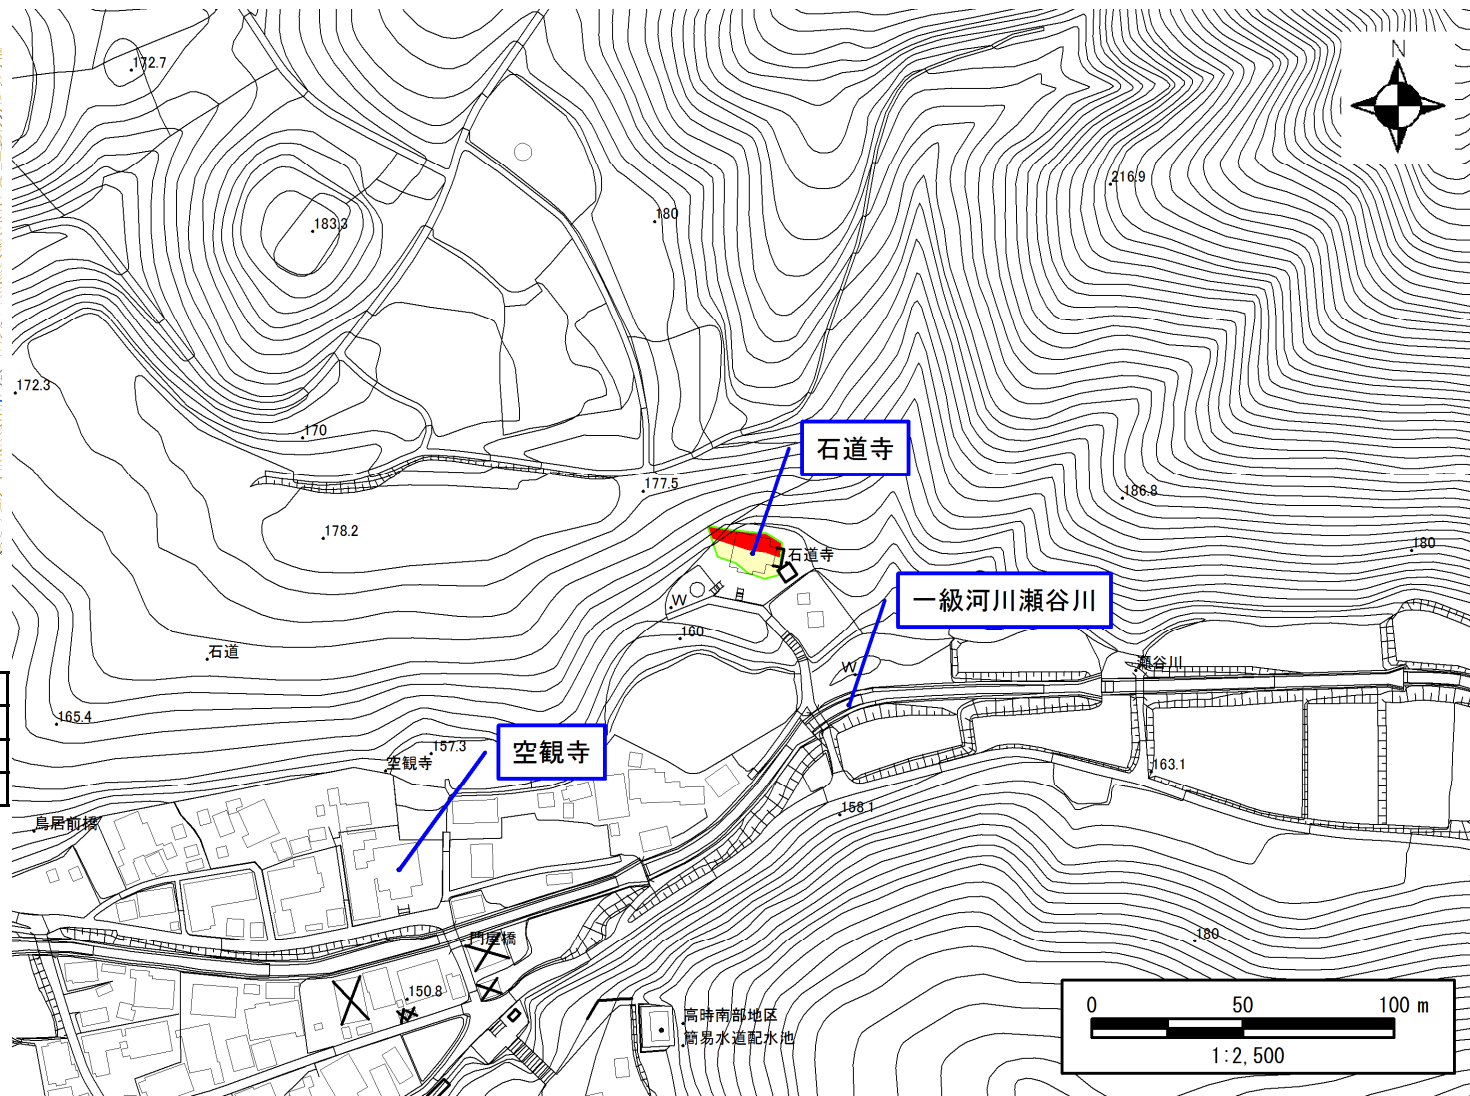 N
172.7
216.9
180
183.3
172.3
170
石道寺
177.5
186.8
178.2
180
石道寺
一級河川瀬谷川
W
160
石道
W
瀬谷川
165.4
空観寺
157.3
空観寺
163.1
158.1
鳥居前橋
180
門屋橋
150.8
高時南部地区
簡易水道配水池
0 50 100 m
1:2,500